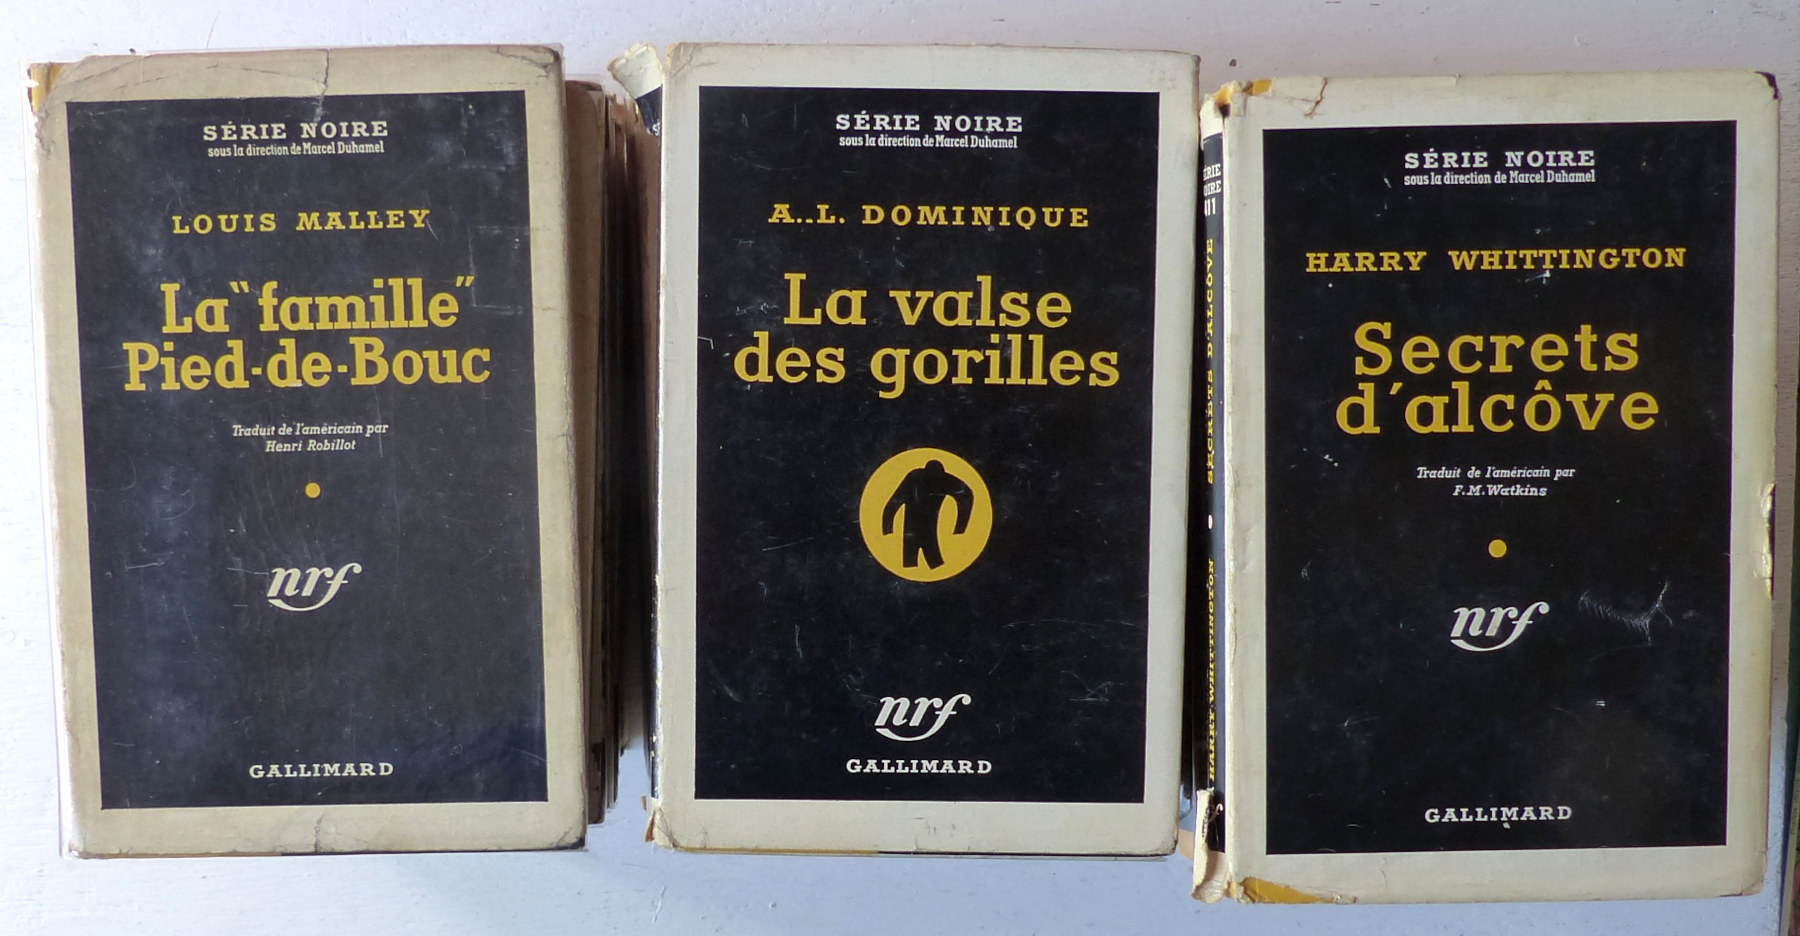 SÉRIE NOIRE
sous la direction de Marcel Duhamel
LOUIS MALLEY
La "famille"
Pied-de-Bouc
Traduit de l'américain par
Henri Robillot
nrf
GALLIMARD
SÉRIE NOIRE
sous la direction de Marcel Duhamel
A..L. DOMINIQUE
La valse
des gorilles
nrf
GALLIMARD
SECRETS D'ALCÔVE
HARRY WHITTINGTON
SÉRIE NOIRE
sous la direction de Marcel Duhamel
HARRY WHITTINGTON
Secrets
d'alcôve
Traduit de l'américain par
F.M. Watkins
nrf
GALLIMARD